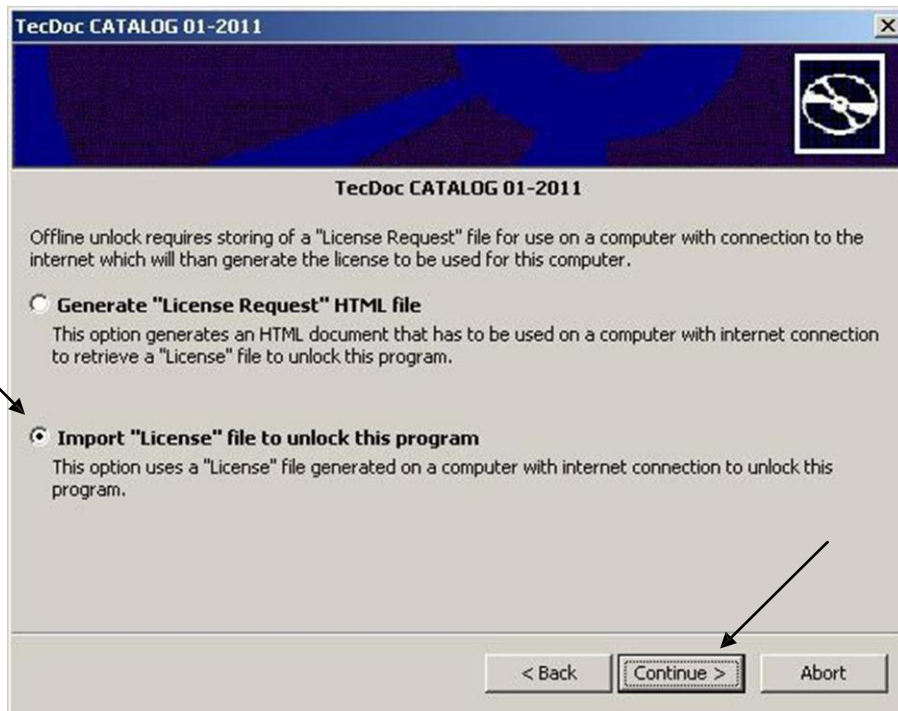 TecDoc CATALOG 01-2011
TecDoc CATALOG 01-2011
Offline unlock requires storing of a "License Request" file for use on a computer with connection to the
internet which will than generate the license to be used for this computer.
Generate "License Request" HTML file
This option generates an HTML document that has to be used on a computer with internet connection
to retrieve a "License" file to unlock this program.
Import "License" file to unlock this program
This option uses a "License" file generated on a computer with internet connection to unlock this
program.
< Back Continue > Abort